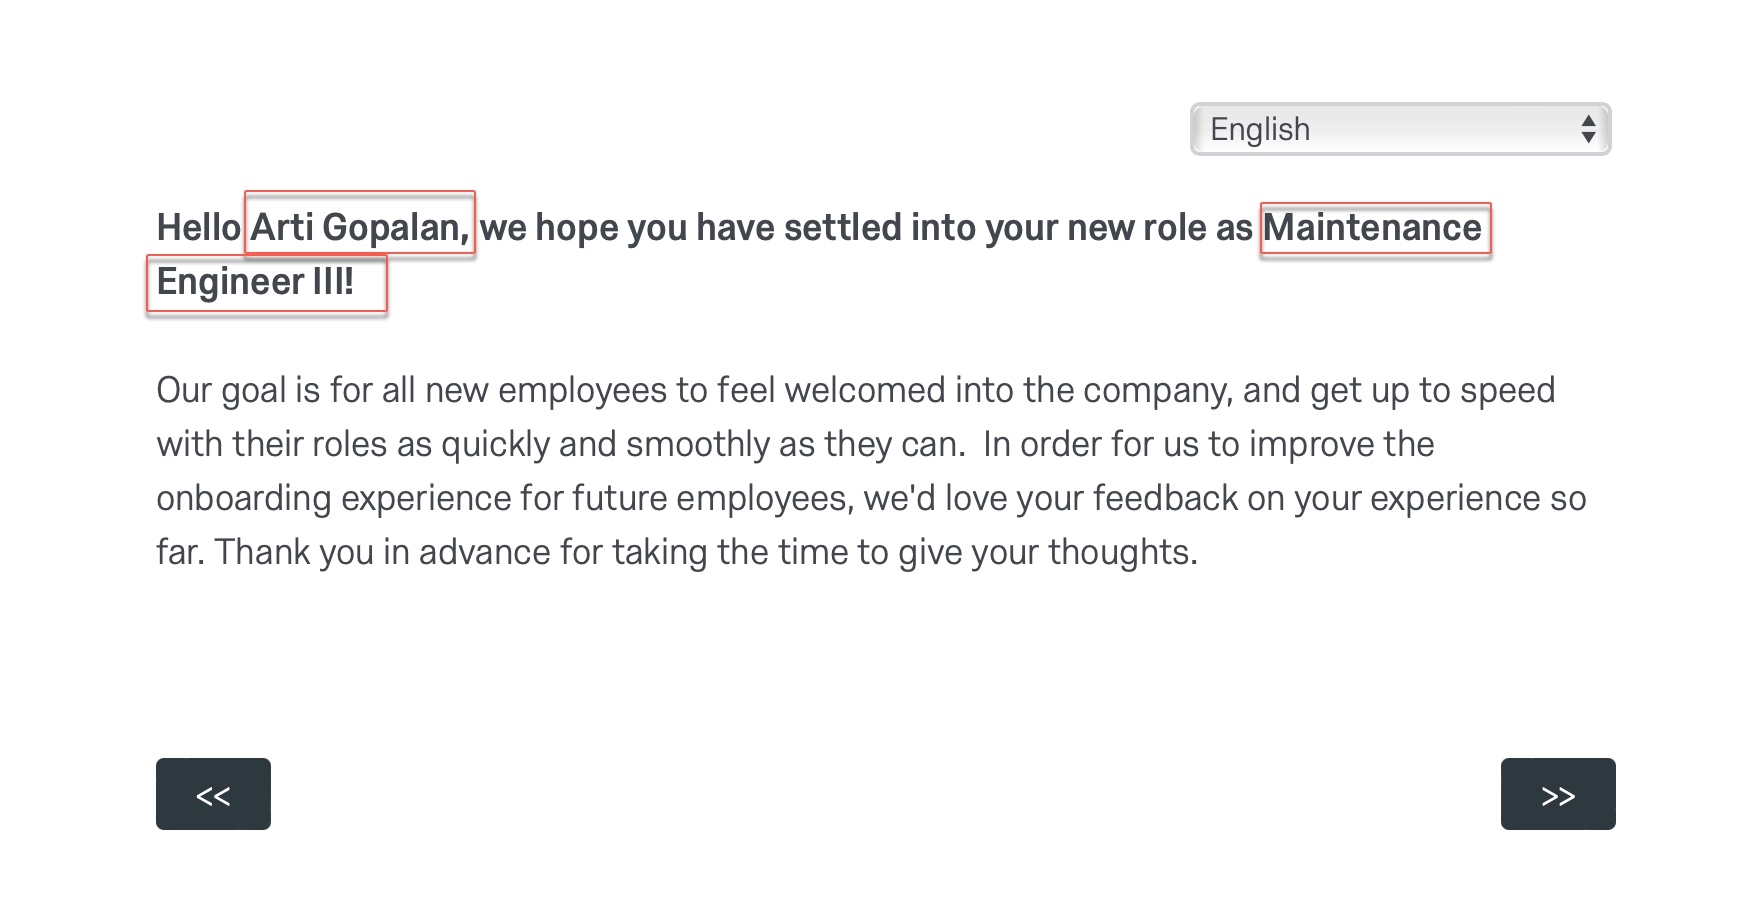 English
Hello Arti Gopalan, we hope you have settled into your new role as Maintenance
Engineer III!
Our goal is for all new employees to feel welcomed into the company, and get up to speed
with their roles as quickly and smoothly as they can.  In order for us to improve the
onboarding experience for future employees, we'd love your feedback on your experience so
far. Thank you in advance for taking the time to give your thoughts.
<< >>